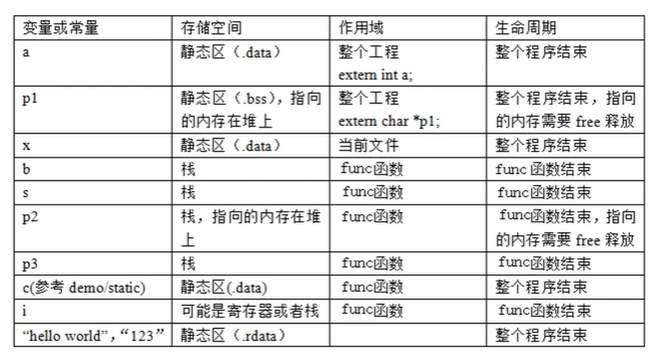 变量或常量 存储空间 作用域 生命周期
a 静态区（.data） 整个工程 整个程序结束
extern int a;
p1 静态区（.bss），指向 整个工程 整个程序结束，指向
的内存在堆上 extern char *p1; 的内存需要 free 释放
x 静态区（.data） 当前文件 整个程序结束
b 栈 func函数 func 函数结束
s 栈 func函数 func函数结束
p2 栈，指向的内存在堆 func函数 func函数结束，指向
上 的内存需要 free 释放
p3 栈 func函数 func函数结束
c(参考 demo/static) 静态区(.data) func函数 整个程序结束
i 可能是寄存器或者栈 func函数 func函数结束
“hello world”，“123” 静态区（.rdata） 整个程序结束